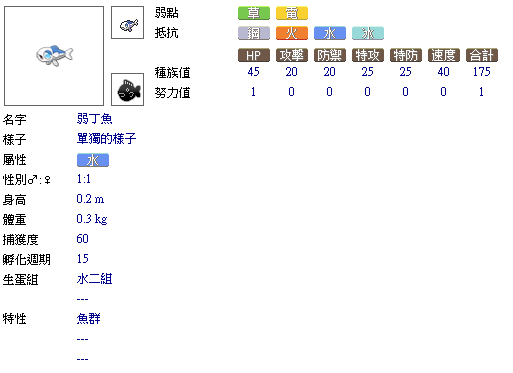 弱點 草 電
抵抗 鋼 火 水 冰
HP 攻擊 防禦 特攻 特防 速度 合計
種族值 45 20 20 25 25 40 175
努力值 1 0 0 0 0 0 1
名字 弱丁魚
樣子 單獨的樣子
屬性 水
性別♂:♀ 1:1
身高 0.2 m
體重 0.3 kg
捕獲度 60
孵化週期 15
生蛋組 水二組
---
特性 魚群
---
---